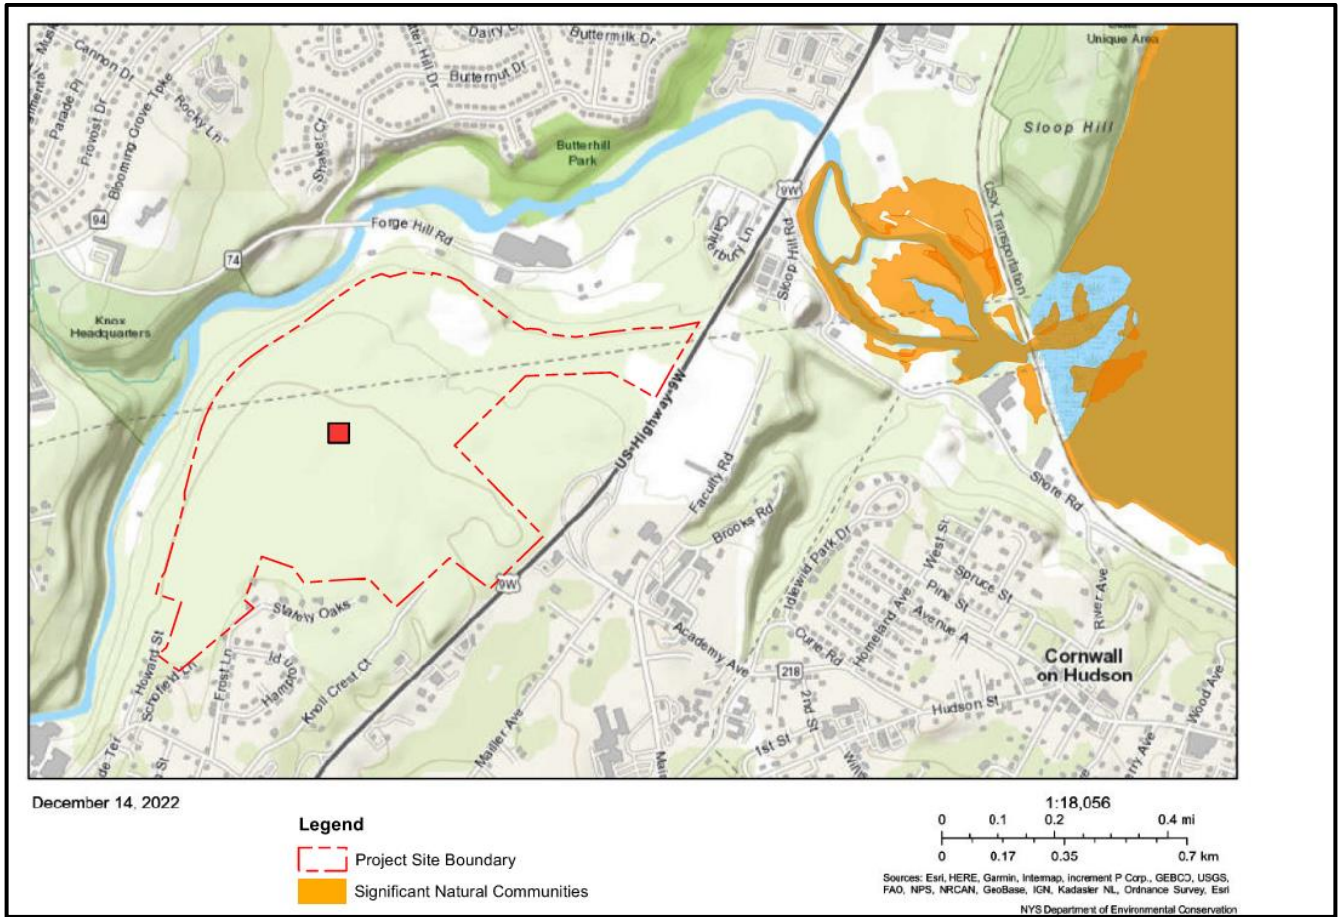 Dairy Ln
Buttermilk Dr
Unique Area
Cannon Dr
Butternut Dr
Parade Pl
Rocky Ln
Provost Dr
Blooming Grove Tpke
Shaker Ct
Sloop Hill
Butterhill
Park
9W
94
Forge Hill Rd
Canterbury Ln
CSX Transportation
74
Sloop Hill Rd
Knox
Headquarters
US-Highway-9W
Faculty Rd
Shore Rd
Brooks Rd
9W
Idlewild Park Dr
West St
Spruce St
Pine St
Stately Oaks
Avenue A
River Ave
Howard St
Homeland Ave
Academy Ave
Curie Rd
Schofield Ln
Frost Ln
Cornwall
on Hudson
218
Knoll Crest Ct
2nd St
Hudson St
Wood Ave
Mailler Ave
1st St
December 14, 2022
1:18,056
0 0.1 0.2 0.4 mi
0 0.17 0.35 0.7 km
Legend
Project Site Boundary
Significant Natural Communities
Sources: Esri, HERE, Garmin, Intermap, increment P Corp., GEBCO, USGS,
FAO, NPS, NRCAN, GeoBase, IGN, Kadaster NL, Ordnance Survey, Esri
NYS Department of Environmental Conservation